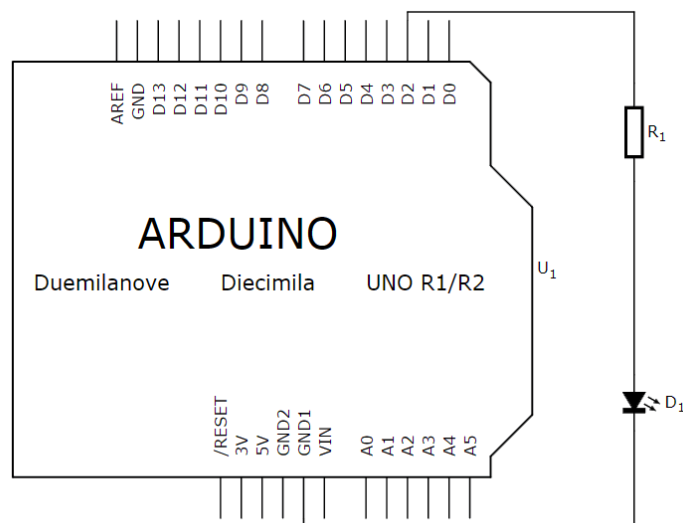 AREF GND D13 D12 D11 D10 D9 D8 D7 D6 D5 D4 D3 D2 D1 D0
R1
ARDUINO
U1
Duemilanove Diecimila UNO R1/R2
D1
/RESET 3V 5V GND2 GND1 VIN A0 A1 A2 A3 A4 A5